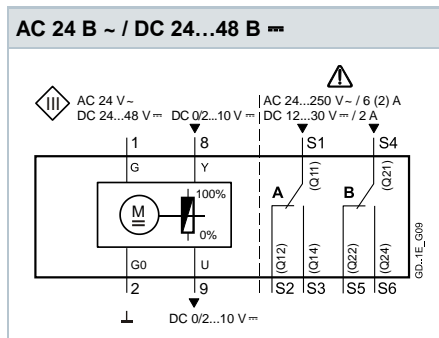 AC 24 В ~ / DC 24…48 В ⎓
III
AC 24 V ~
DC 24...48 V ⎓
DC 0/2...10 V ⎓
AC 24...250 V ~ / 6 (2) A
DC 12...30 V ⎓ / 2 A
1
8
S1
S4
G
Y
(Q11)
(Q21)
100%
A
B
M
0%
G0
U
(Q12)
(Q14)
(Q22)
(Q24)
2
9
S2
S3
S5
S6
DC 0/2...10 V ⎓
GD..1E_G09